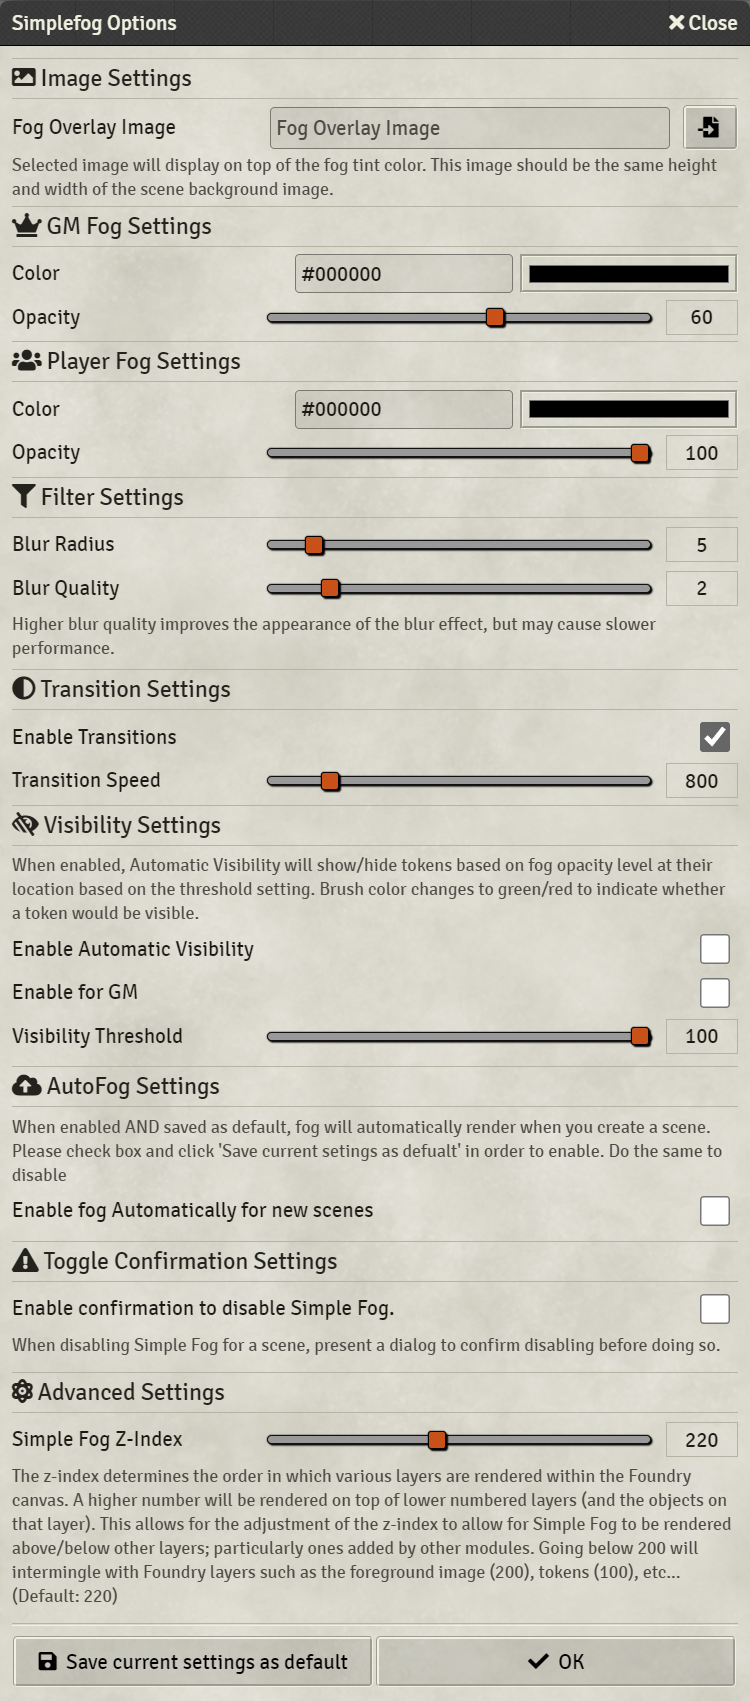 Simplefog Options
Close
Image Settings
Fog Overlay Image
Fog Overlay Image
Selected image will display on top of the fog tint color. This image should be the same height
and width of the scene background image.
GM Fog Settings
Color
#000000
Opacity
60
Player Fog Settings
Color
#000000
Opacity
100
Filter Settings
Blur Radius
5
Blur Quality
2
Higher blur quality improves the appearance of the blur effect, but may cause slower
performance.
Transition Settings
Enable Transitions
Transition Speed
800
Visibility Settings
When enabled, Automatic Visibility will show/hide tokens based on fog opacity level at their
location based on the threshold setting. Brush color changes to green/red to indicate whether
a token would be visible.
Enable Automatic Visibility
Enable for GM
Visibility Threshold
100
AutoFog Settings
When enabled AND saved as default, fog will automatically render when you create a scene.
Please check box and click 'Save current setings as defualt' in order to enable. Do the same to
disable
Enable fog Automatically for new scenes
Toggle Confirmation Settings
Enable confirmation to disable Simple Fog.
When disabling Simple Fog for a scene, present a dialog to confirm disabling before doing so.
Advanced Settings
Simple Fog Z-Index
220
The z-index determines the order in which various layers are rendered within the Foundry
canvas. A higher number will be rendered on top of lower numbered layers (and the objects on
that layer). This allows for the adjustment of the z-index to allow for Simple Fog to be rendered
above/below other layers; particularly ones added by other modules. Going below 200 will
intermingle with Foundry layers such as the foreground image (200), tokens (100), etc...
(Default: 220)
Save current settings as default
OK